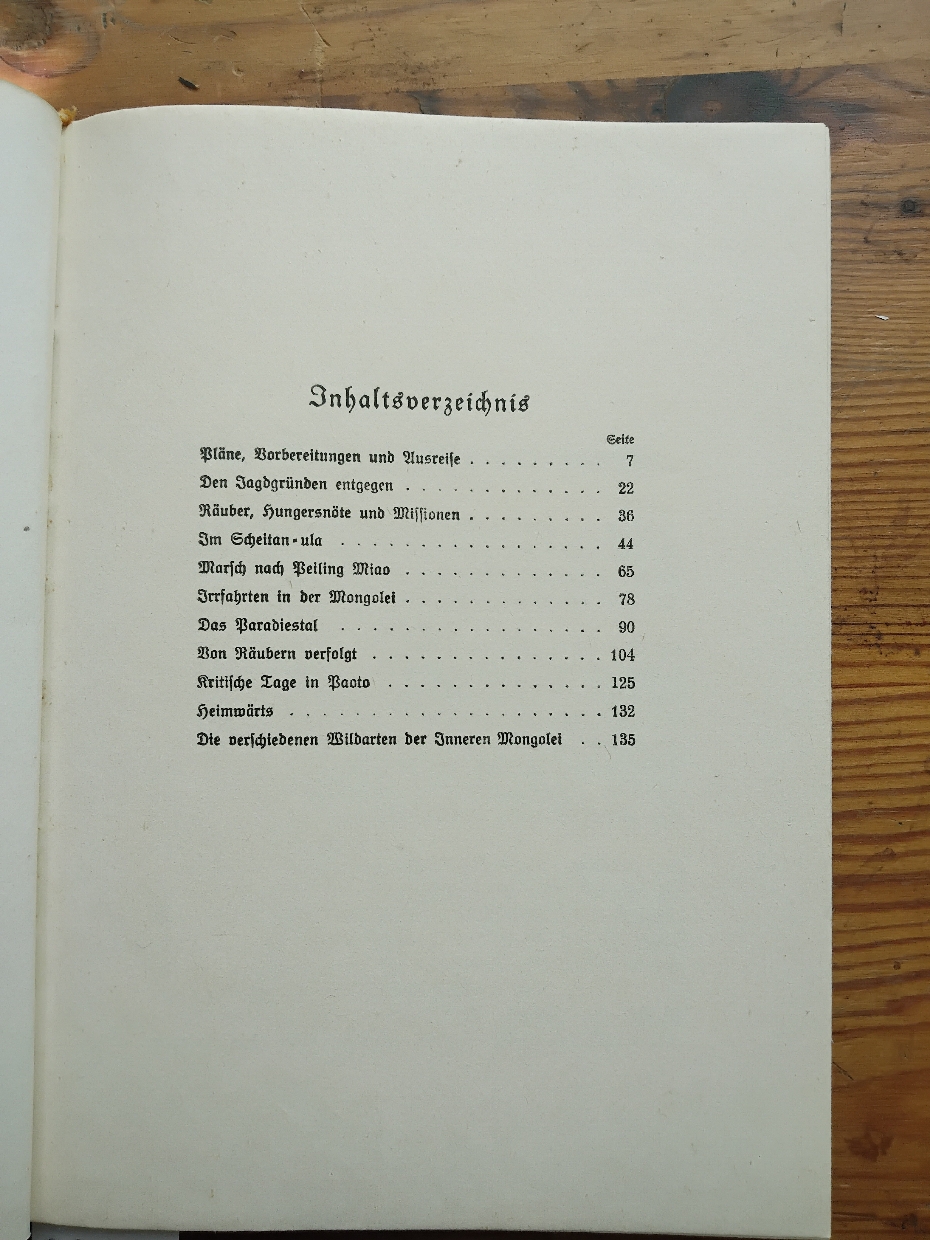 Inhaltsverzeichnis
Seite
Pläne, Vorbereitungen und Ausreise . . . . . . . . . . 7
Den Jagdgründen entgegen . . . . . . . . . . . . . . 22
Räuber, Hungersnöte und Missionen . . . . . . . . . . 36
Im Scheitan-ula . . . . . . . . . . . . . . . . . . 44
Marsch nach Peiling Miao . . . . . . . . . . . . . . 65
Irrfahrten in der Mongolei . . . . . . . . . . . . . . 78
Das Paradiestal . . . . . . . . . . . . . . . . . . 90
Von Räubern verfolgt . . . . . . . . . . . . . . . . 104
Kritische Tage in Paoto . . . . . . . . . . . . . . . 125
Heimwärts . . . . . . . . . . . . . . . . . . . . . 132
Die verschiedenen Wildarten der Inneren Mongolei . . 135